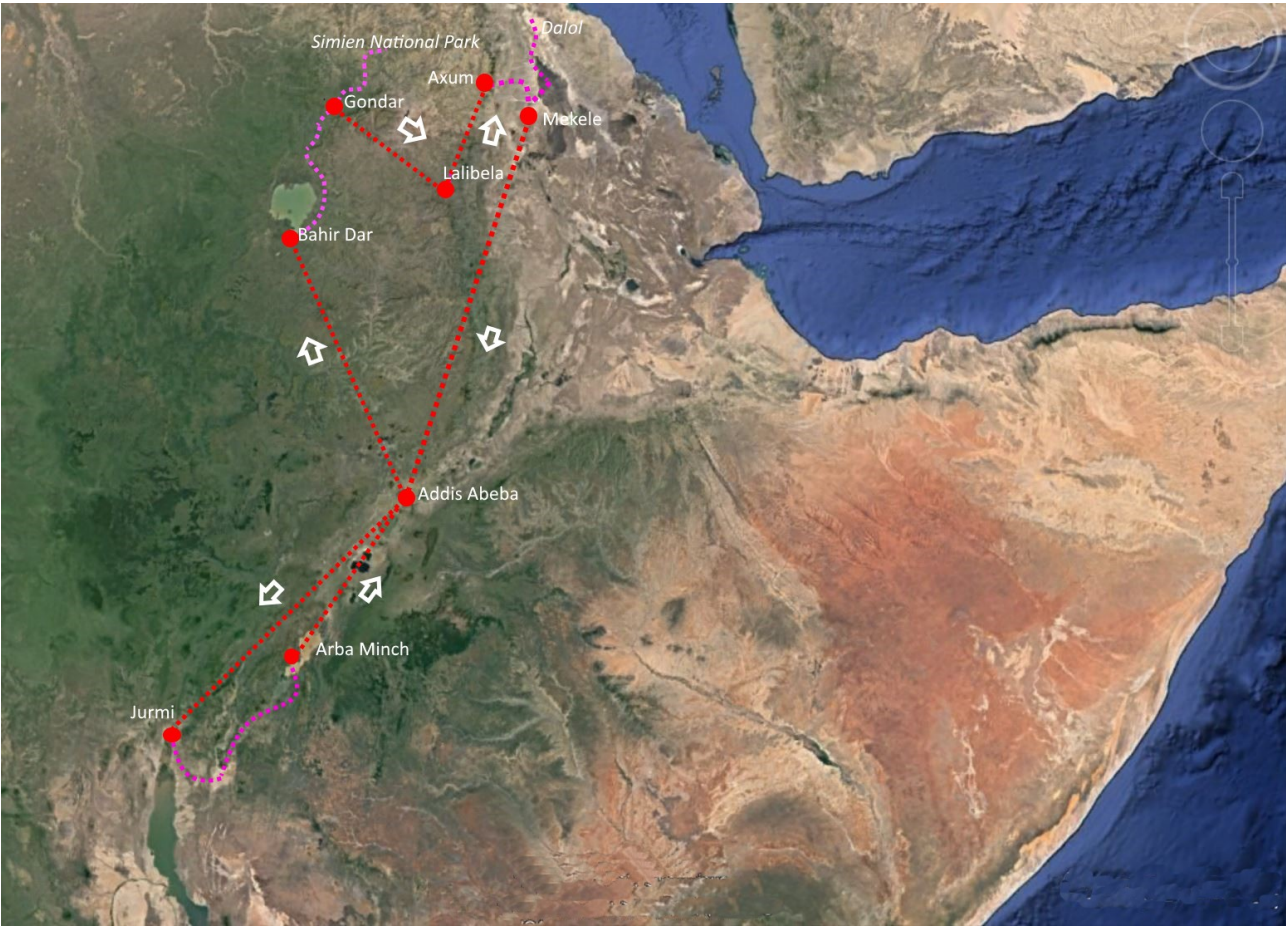 Dalol
Simien National Park
Axum
Gondar
Mekele
Lalibela
Bahir Dar
Addis Abeba
Arba Minch
Jurmi